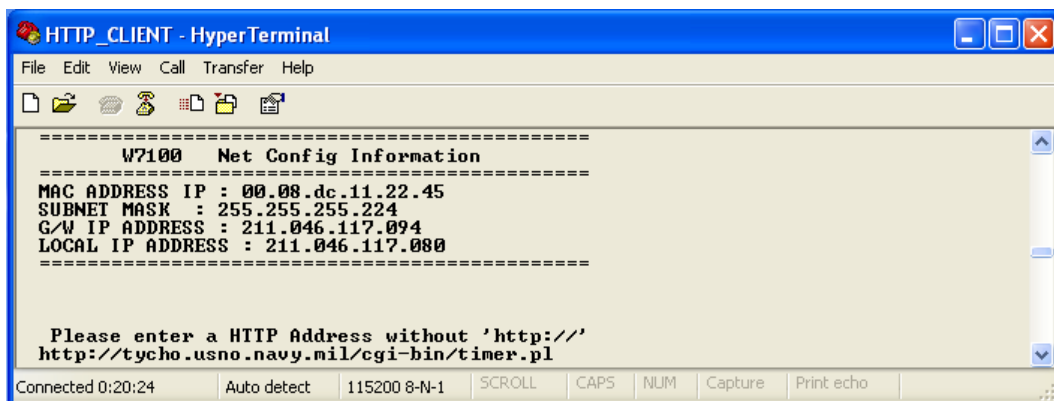 HTTP_CLIENT - HyperTerminal
File Edit View Call Transfer Help
==============================================
W7100 Net Config Information
==============================================
MAC ADDRESS IP : 00.08.dc.11.22.45
SUBNET MASK : 255.255.255.224
G/W IP ADDRESS : 211.046.117.094
LOCAL IP ADDRESS : 211.046.117.080
==============================================
Please enter a HTTP Address without 'http://'
http://tycho.usno.navy.mil/cgi-bin/timer.pl
Connected 0:20:24 Auto detect 115200 8-N-1 SCROLL CAPS NUM Capture Print echo